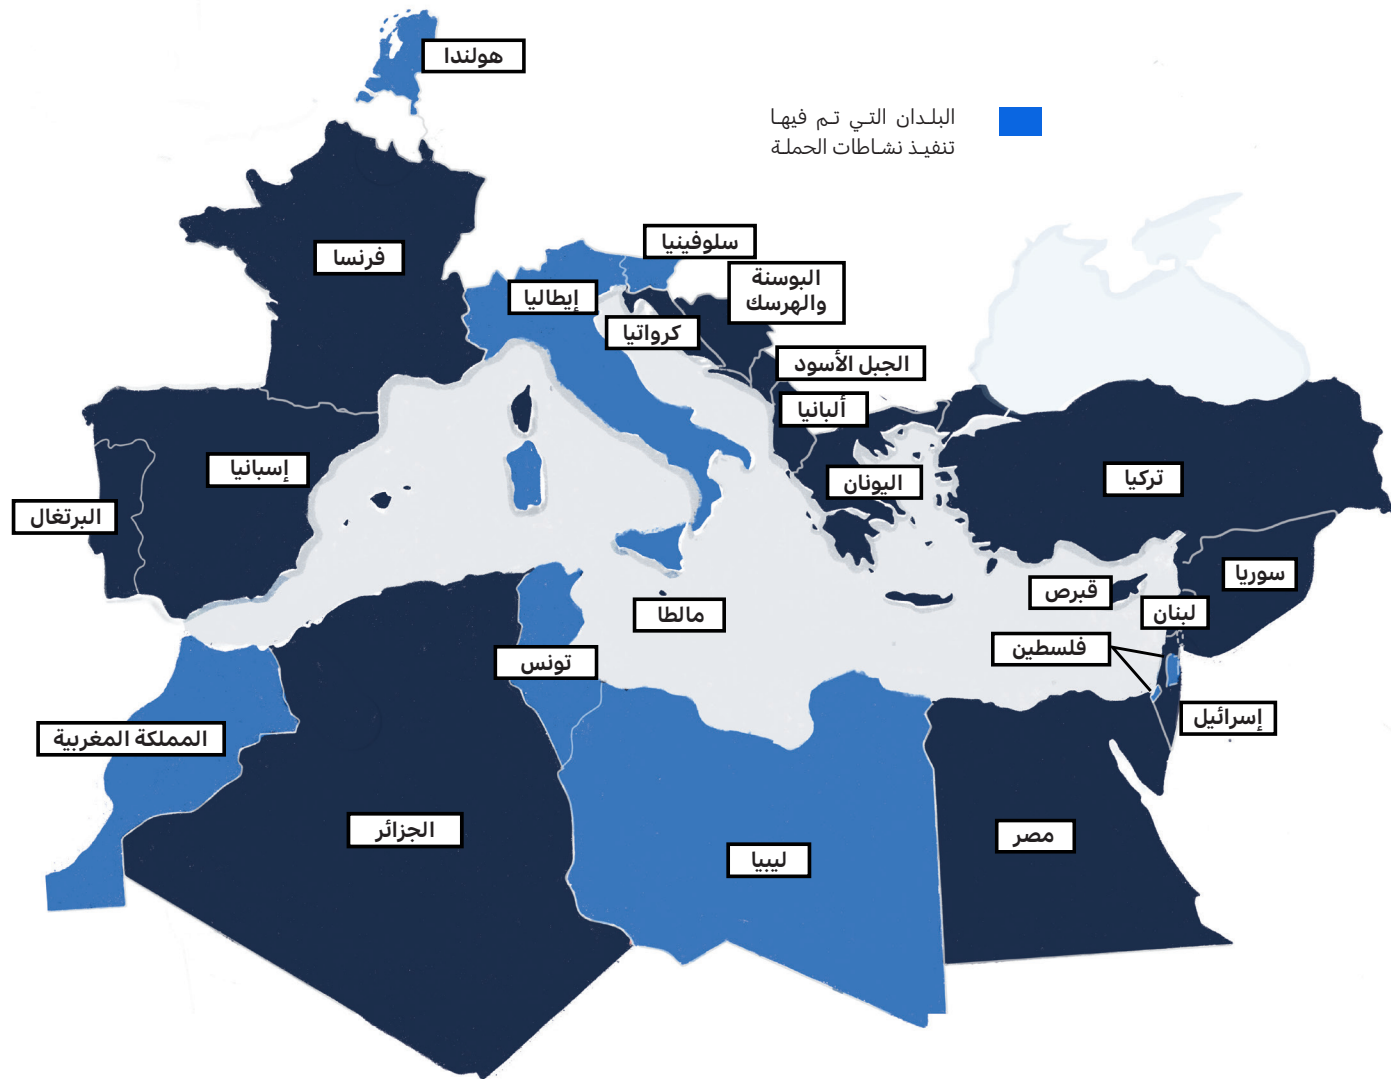 هولندا
البلدان التي تم فيها
تنفيذ نشاطات الحملة
فرنسا
سلوفينيا
البوسنة
والهرسك
إيطاليا
كرواتيا
الجبل الأسود
ألبانيا
إسبانيا
اليونان
تركيا
البرتغال
سوريا
قبرص
لبنان
مالطا
فلسطين
تونس
إسرائيل
المملكة المغربية
الجزائر
مصر
ليبيا